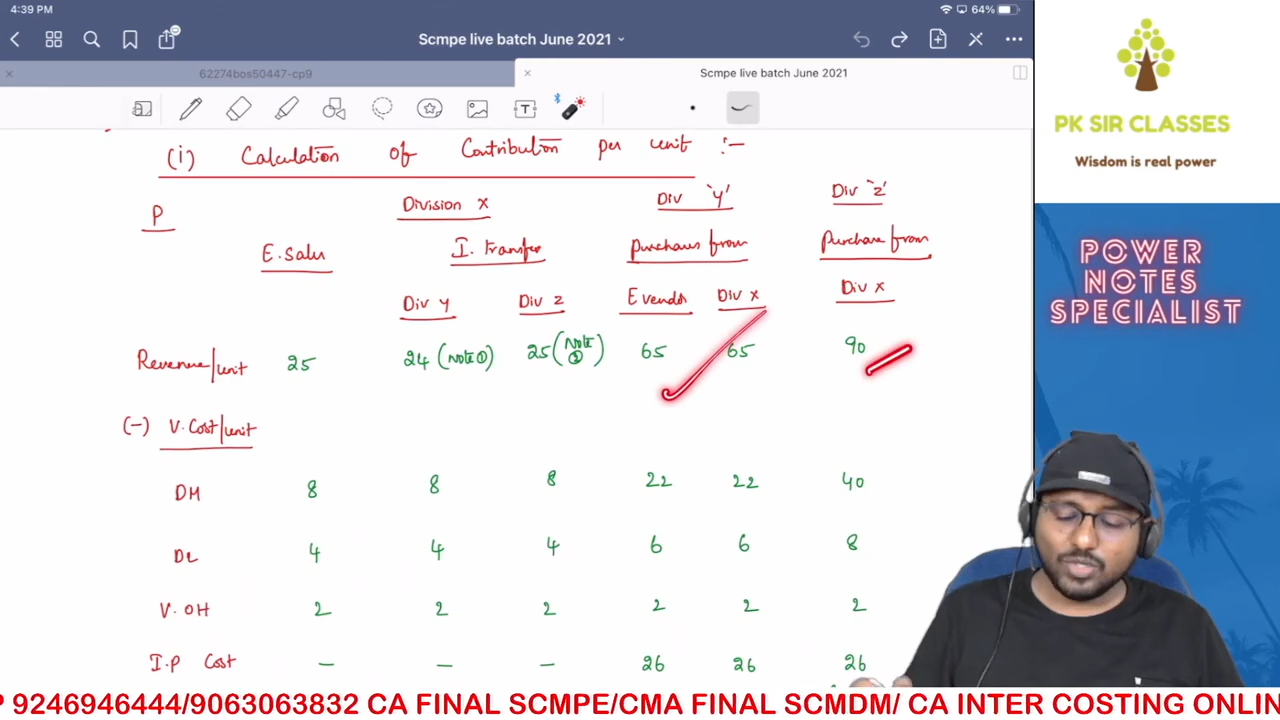 4:39 PM
64%
Scmpe live batch June 2021
62274bos50447-cp9
Scmpe live batch June 2021
T
(i) Calculation of Contribution per unit :-
P
Division X
Div 'Y'
Div 'Z'
E. Sales
I. transfer
purchases from
purchase from
Div Y
Div Z
E vendor
Div X
Div X
Revenue/unit 25 24 (note ①) 25 (Note ②) 65 65 90
(-) V. Cost/unit
DM 8 8 8 22 22 40
DL 4 4 4 6 6 8
V. OH 2 2 2 2 2 2
I.P Cost - - - 26 26 26
PK SIR CLASSES
Wisdom is real power
POWER
NOTES
SPECIALIST
P 9246946444/9063063832 CA FINAL SCMPE/CMA FINAL SCMDM/ CA INTER COSTING ONLIN